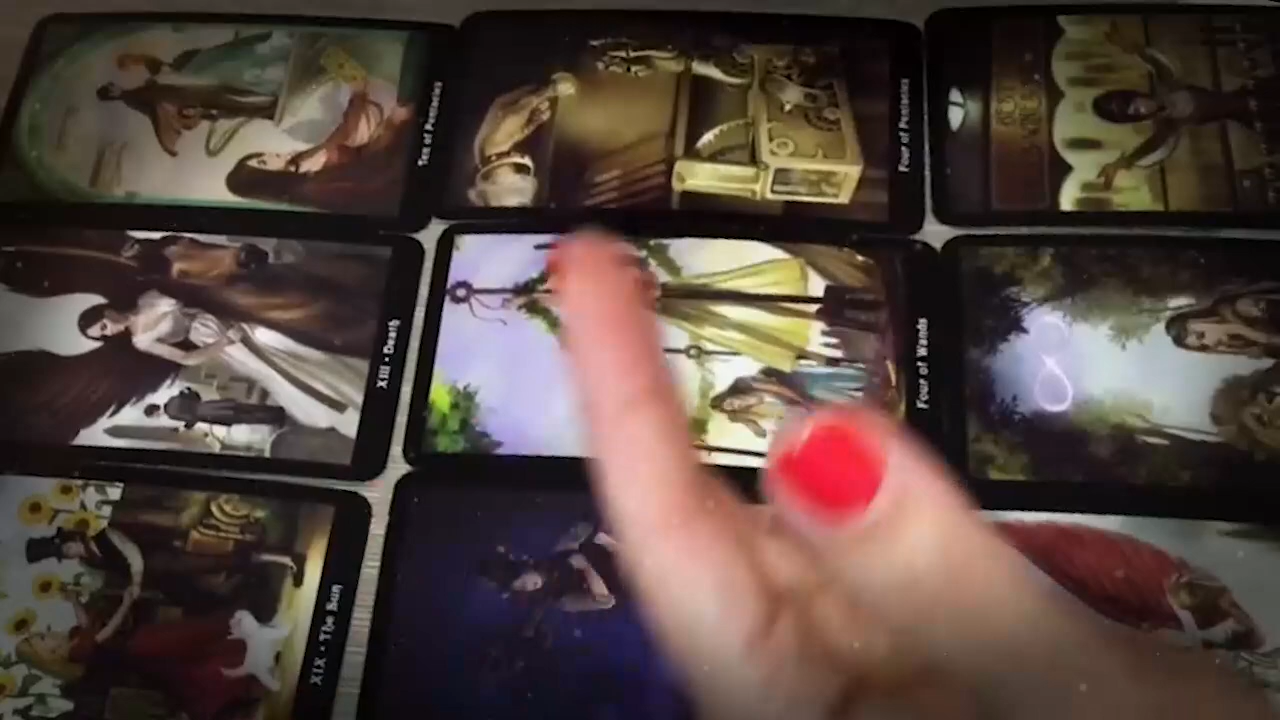 Ten of Pentacles
Four of Pentacles
XIII • Death
Four of Wands
XIX • The Sun